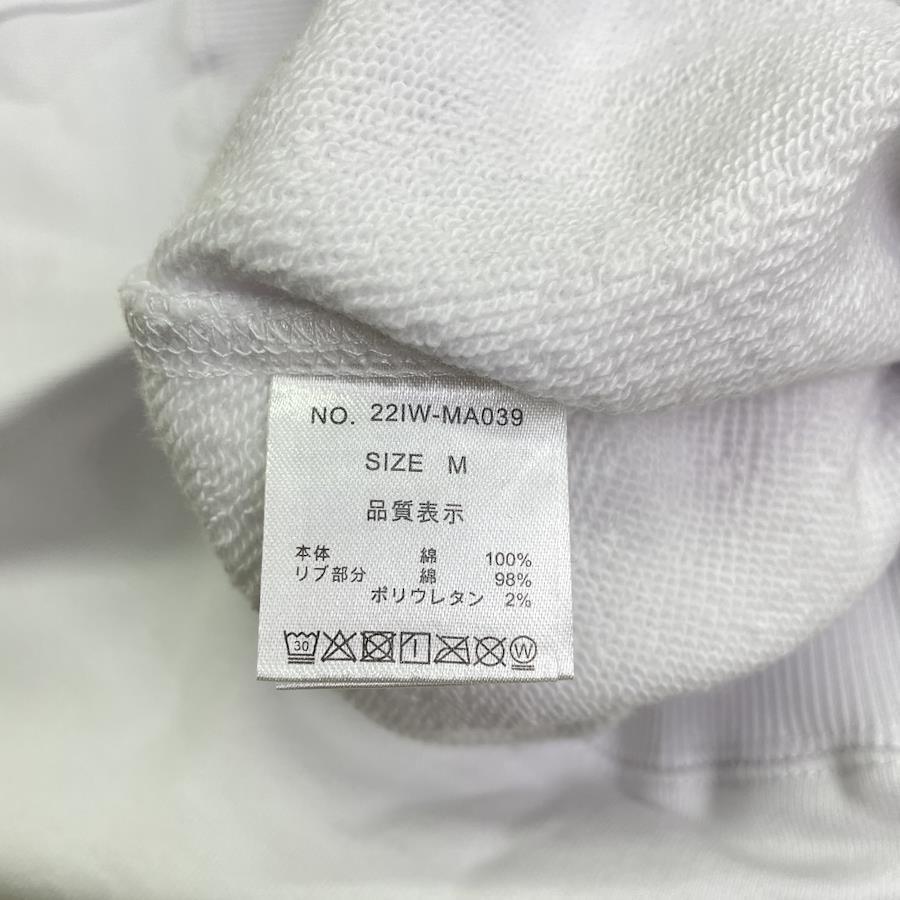 NO. 22IW-MA039
SIZE M
品質表示
本体 綿 100%
リブ部分 綿 98%
ポリウレタン 2%
30 W